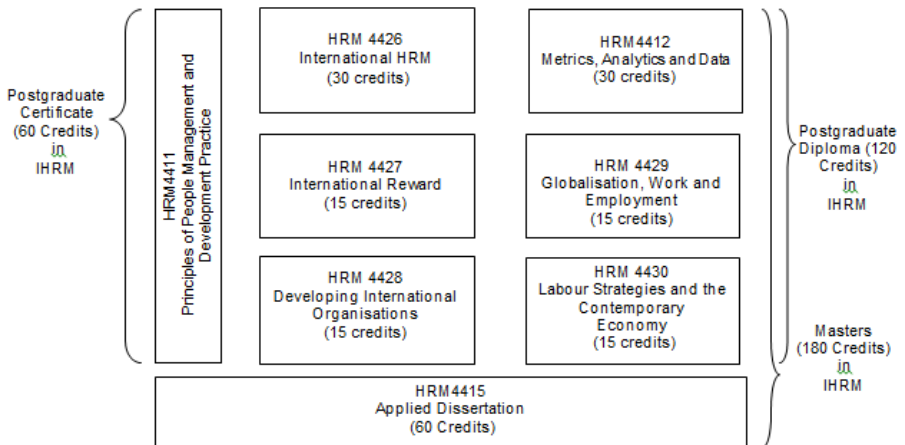 Postgraduate
Certificate
(60 Credits)
in
IHRM
HRM4411
Principles of People Management and
Development Practice
HRM 4426
International HRM
(30 credits)
HRM4412
Metrics, Analytics and Data
(30 credits)
HRM 4427
International Reward
(15 credits)
HRM 4429
Globalisation, Work and
Employment
(15 credits)
HRM 4428
Developing International
Organisations
(15 credits)
HRM 4430
Labour Strategies and the
Contemporary
Economy
(15 credits)
Postgraduate
Diploma (120
Credits)
in
IHRM
Masters
(180 Credits)
in
IHRM
HRM4415
Applied Dissertation
(60 Credits)